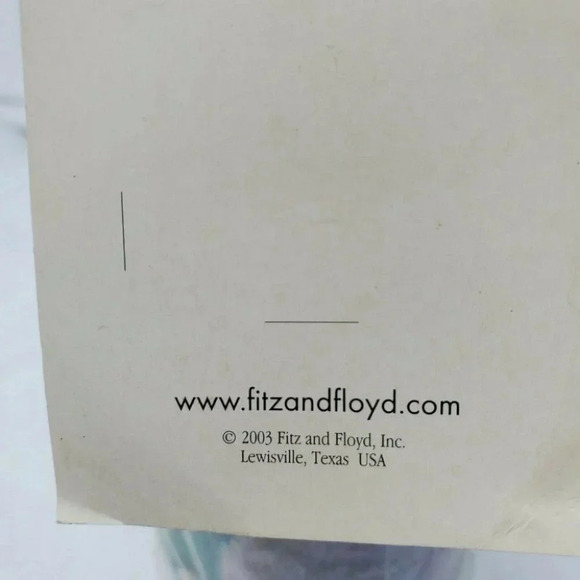 www.fitzandfloyd.com
© 2003 Fitz and Floyd, Inc.
Lewisville, Texas USA